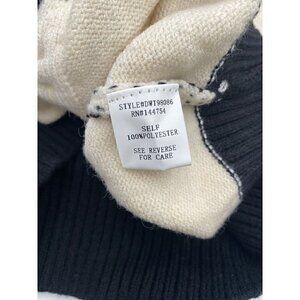 STYLE#DWT98086
RN#144754
SELF
100%POLYESTER
SEE REVERSE
FOR CARE